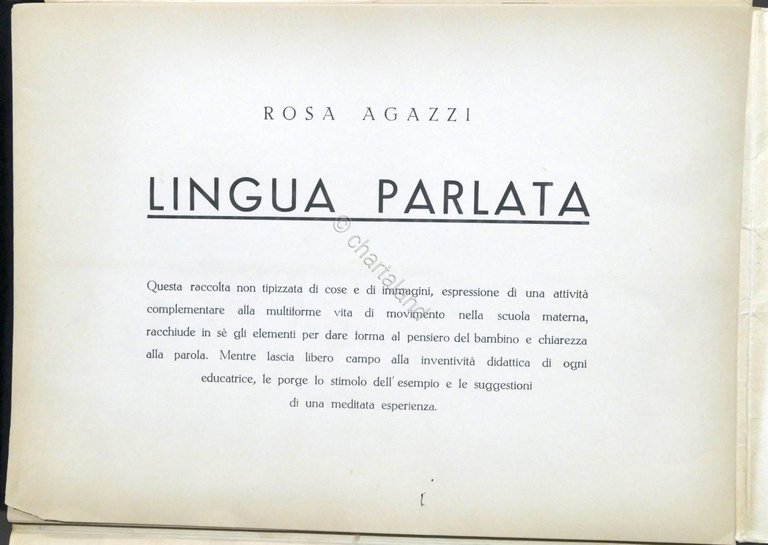 ROSA AGAZZI
LINGUA PARLATA
© chartaland
Questa raccolta non tipizzata di cose e di immagini, espressione di una attività
complementare alla multiforme vita di movimento nella scuola materna,
racchiude in sè gli elementi per dare forma al pensiero del bambino e chiarezza
alla parola. Mentre lascia libero campo alla inventività didattica di ogni
educatrice, le porge lo stimolo dell'esempio e le suggestioni
di una meditata esperienza.